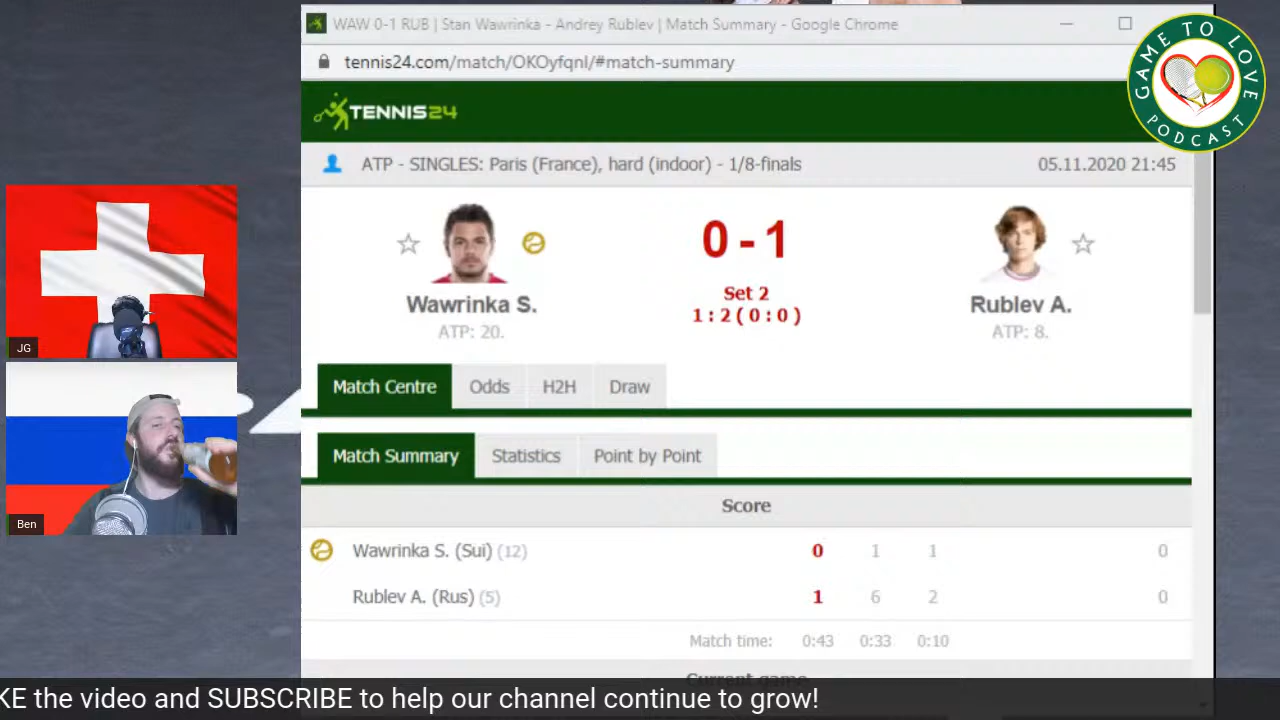 WAW 0-1 RUB | Stan Wawrinka - Andrey Rublev | Match Summary - Google Chrome
tennis24.com/match/OKOyfqnI/#match-summary
GAME TO LOVE
PODCAST
TENNIS24
ATP - SINGLES: Paris (France), hard (indoor) - 1/8-finals
05.11.2020 21:45
0 - 1
Set 2
1 : 2 ( 0 : 0 )
Wawrinka S.
ATP: 20.
Rublev A.
ATP: 8.
JG
Match Centre Odds H2H Draw
Match Summary Statistics Point by Point
Score
Wawrinka S. (Sui) (12) 0 1 1 0
Ben
Rublev A. (Rus) (5) 1 6 2 0
Match time: 0:43 0:33 0:10
Current game
KE the video and SUBSCRIBE to help our channel continue to grow!